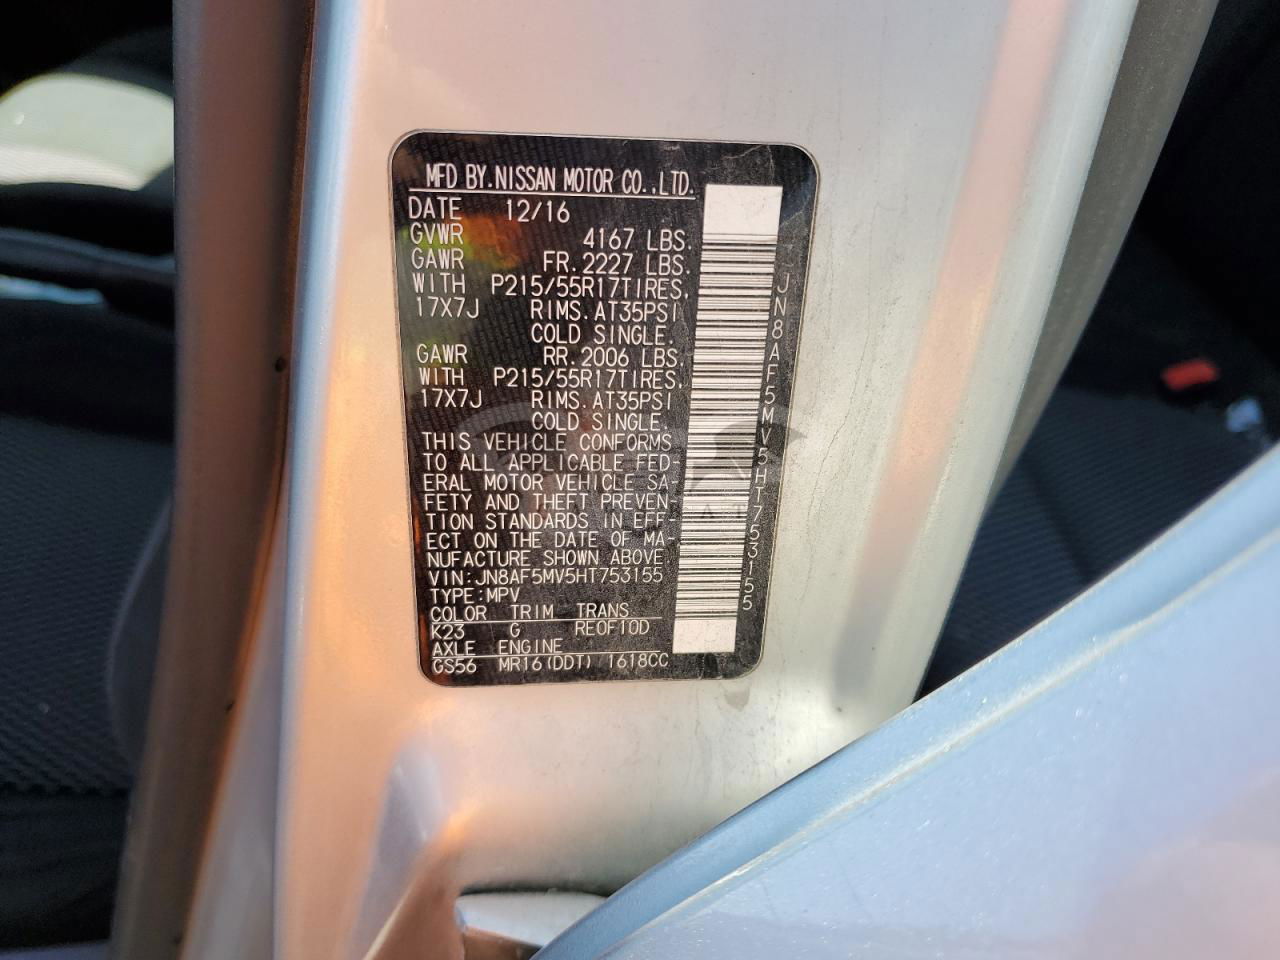 MFD BY.NISSAN MOTOR CO.,LTD.
DATE 12/16
GVWR 4167 LBS.
GAWR FR. 2227 LBS.
WITH P215/55R17TIRES,
17X7J RIMS. AT35PSI
COLD SINGLE.
GAWR RR. 2006 LBS.
WITH P215/55R17TIRES,
17X7J RIMS. AT35PSI
COLD SINGLE.
THIS VEHICLE CONFORMS
TO ALL APPLICABLE FED-
ERAL MOTOR VEHICLE SA-
FETY AND THEFT PREVEN-
TION STANDARDS IN EFF-
ECT ON THE DATE OF MA-
NUFACTURE SHOWN ABOVE
VIN:JN8AF5MV5HT753155
TYPE:MPV
COLOR TRIM TRANS
K23 G RE0F10D
AXLE ENGINE
GS56 MR16(DDT) 1618CC
JN8AF5MV5HT753155